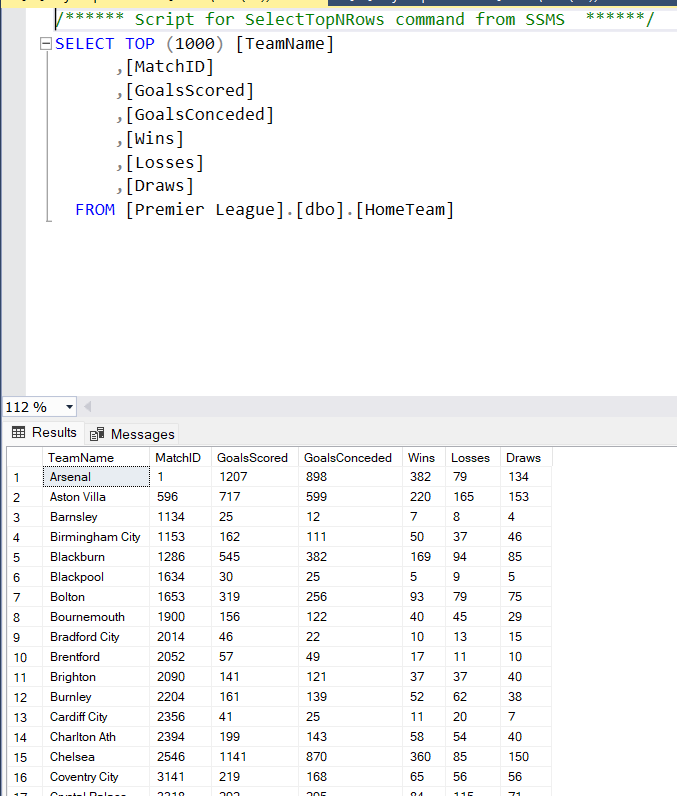 /****** Script for SelectTopNRows command from SSMS ******/
SELECT TOP (1000) [TeamName]
,[MatchID]
,[GoalsScored]
,[GoalsConceded]
,[Wins]
,[Losses]
,[Draws]
FROM [Premier League].[dbo].[HomeTeam]
112 %
Results Messages
TeamName MatchID GoalsScored GoalsConceded Wins Losses Draws
1 Arsenal 1 1207 898 382 79 134
2 Aston Villa 596 717 599 220 165 153
3 Barnsley 1134 25 12 7 8 4
4 Birmingham City 1153 162 111 50 37 46
5 Blackburn 1286 545 382 169 94 85
6 Blackpool 1634 30 25 5 9 5
7 Bolton 1653 319 256 93 79 75
8 Bournemouth 1900 156 122 40 45 29
9 Bradford City 2014 46 22 10 13 15
10 Brentford 2052 57 49 17 11 10
11 Brighton 2090 141 121 37 37 40
12 Burnley 2204 161 139 52 62 38
13 Cardiff City 2356 41 25 11 20 7
14 Charlton Ath 2394 199 143 58 54 40
15 Chelsea 2546 1141 870 360 85 150
16 Coventry City 3141 219 168 65 56 56
17 Crystal Palace